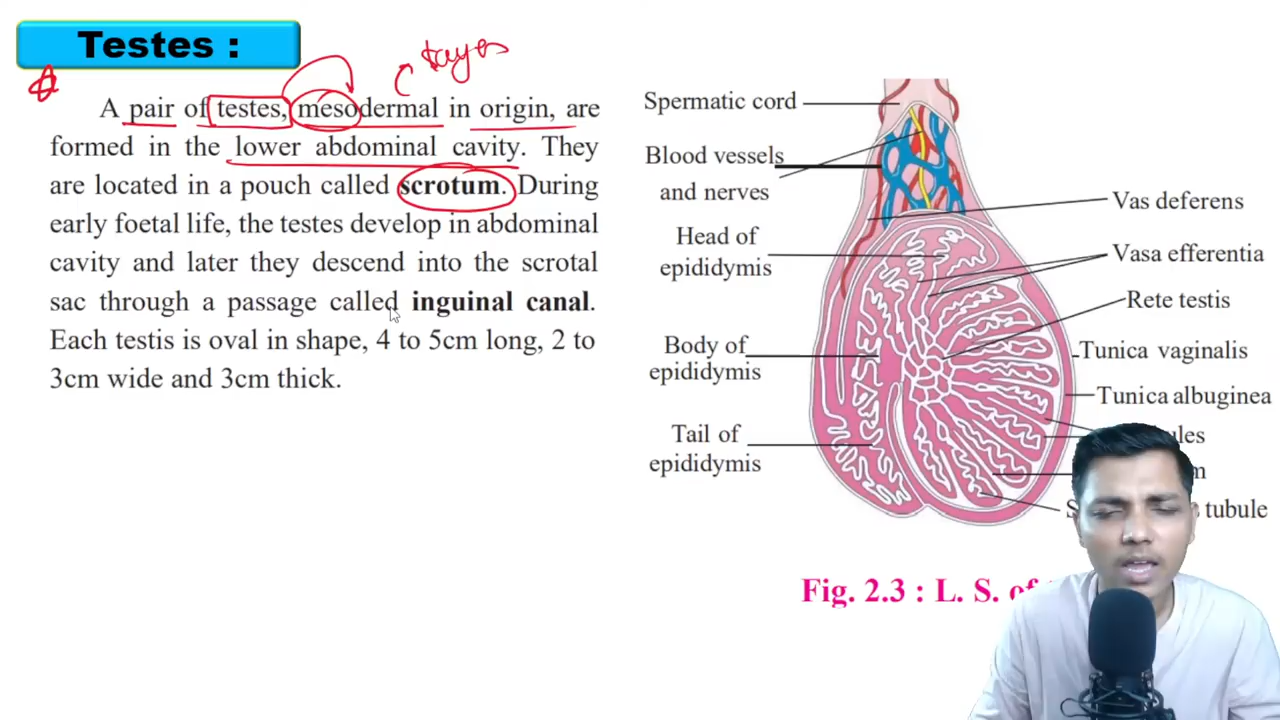 Testes :
layers
A pair of testes, mesodermal in origin, are
formed in the lower abdominal cavity. They
are located in a pouch called scrotum. During
early foetal life, the testes develop in abdominal
cavity and later they descend into the scrotal
sac through a passage called inguinal canal.
Each testis is oval in shape, 4 to 5cm long, 2 to
3cm wide and 3cm thick.
Spermatic cord
Blood vessels
and nerves
Head of
epididymis
Body of
epididymis
Tail of
epididymis
Vas deferens
Vasa efferentia
Rete testis
Tunica vaginalis
Tunica albuginea
tubule
Fig. 2.3 : L. S. of